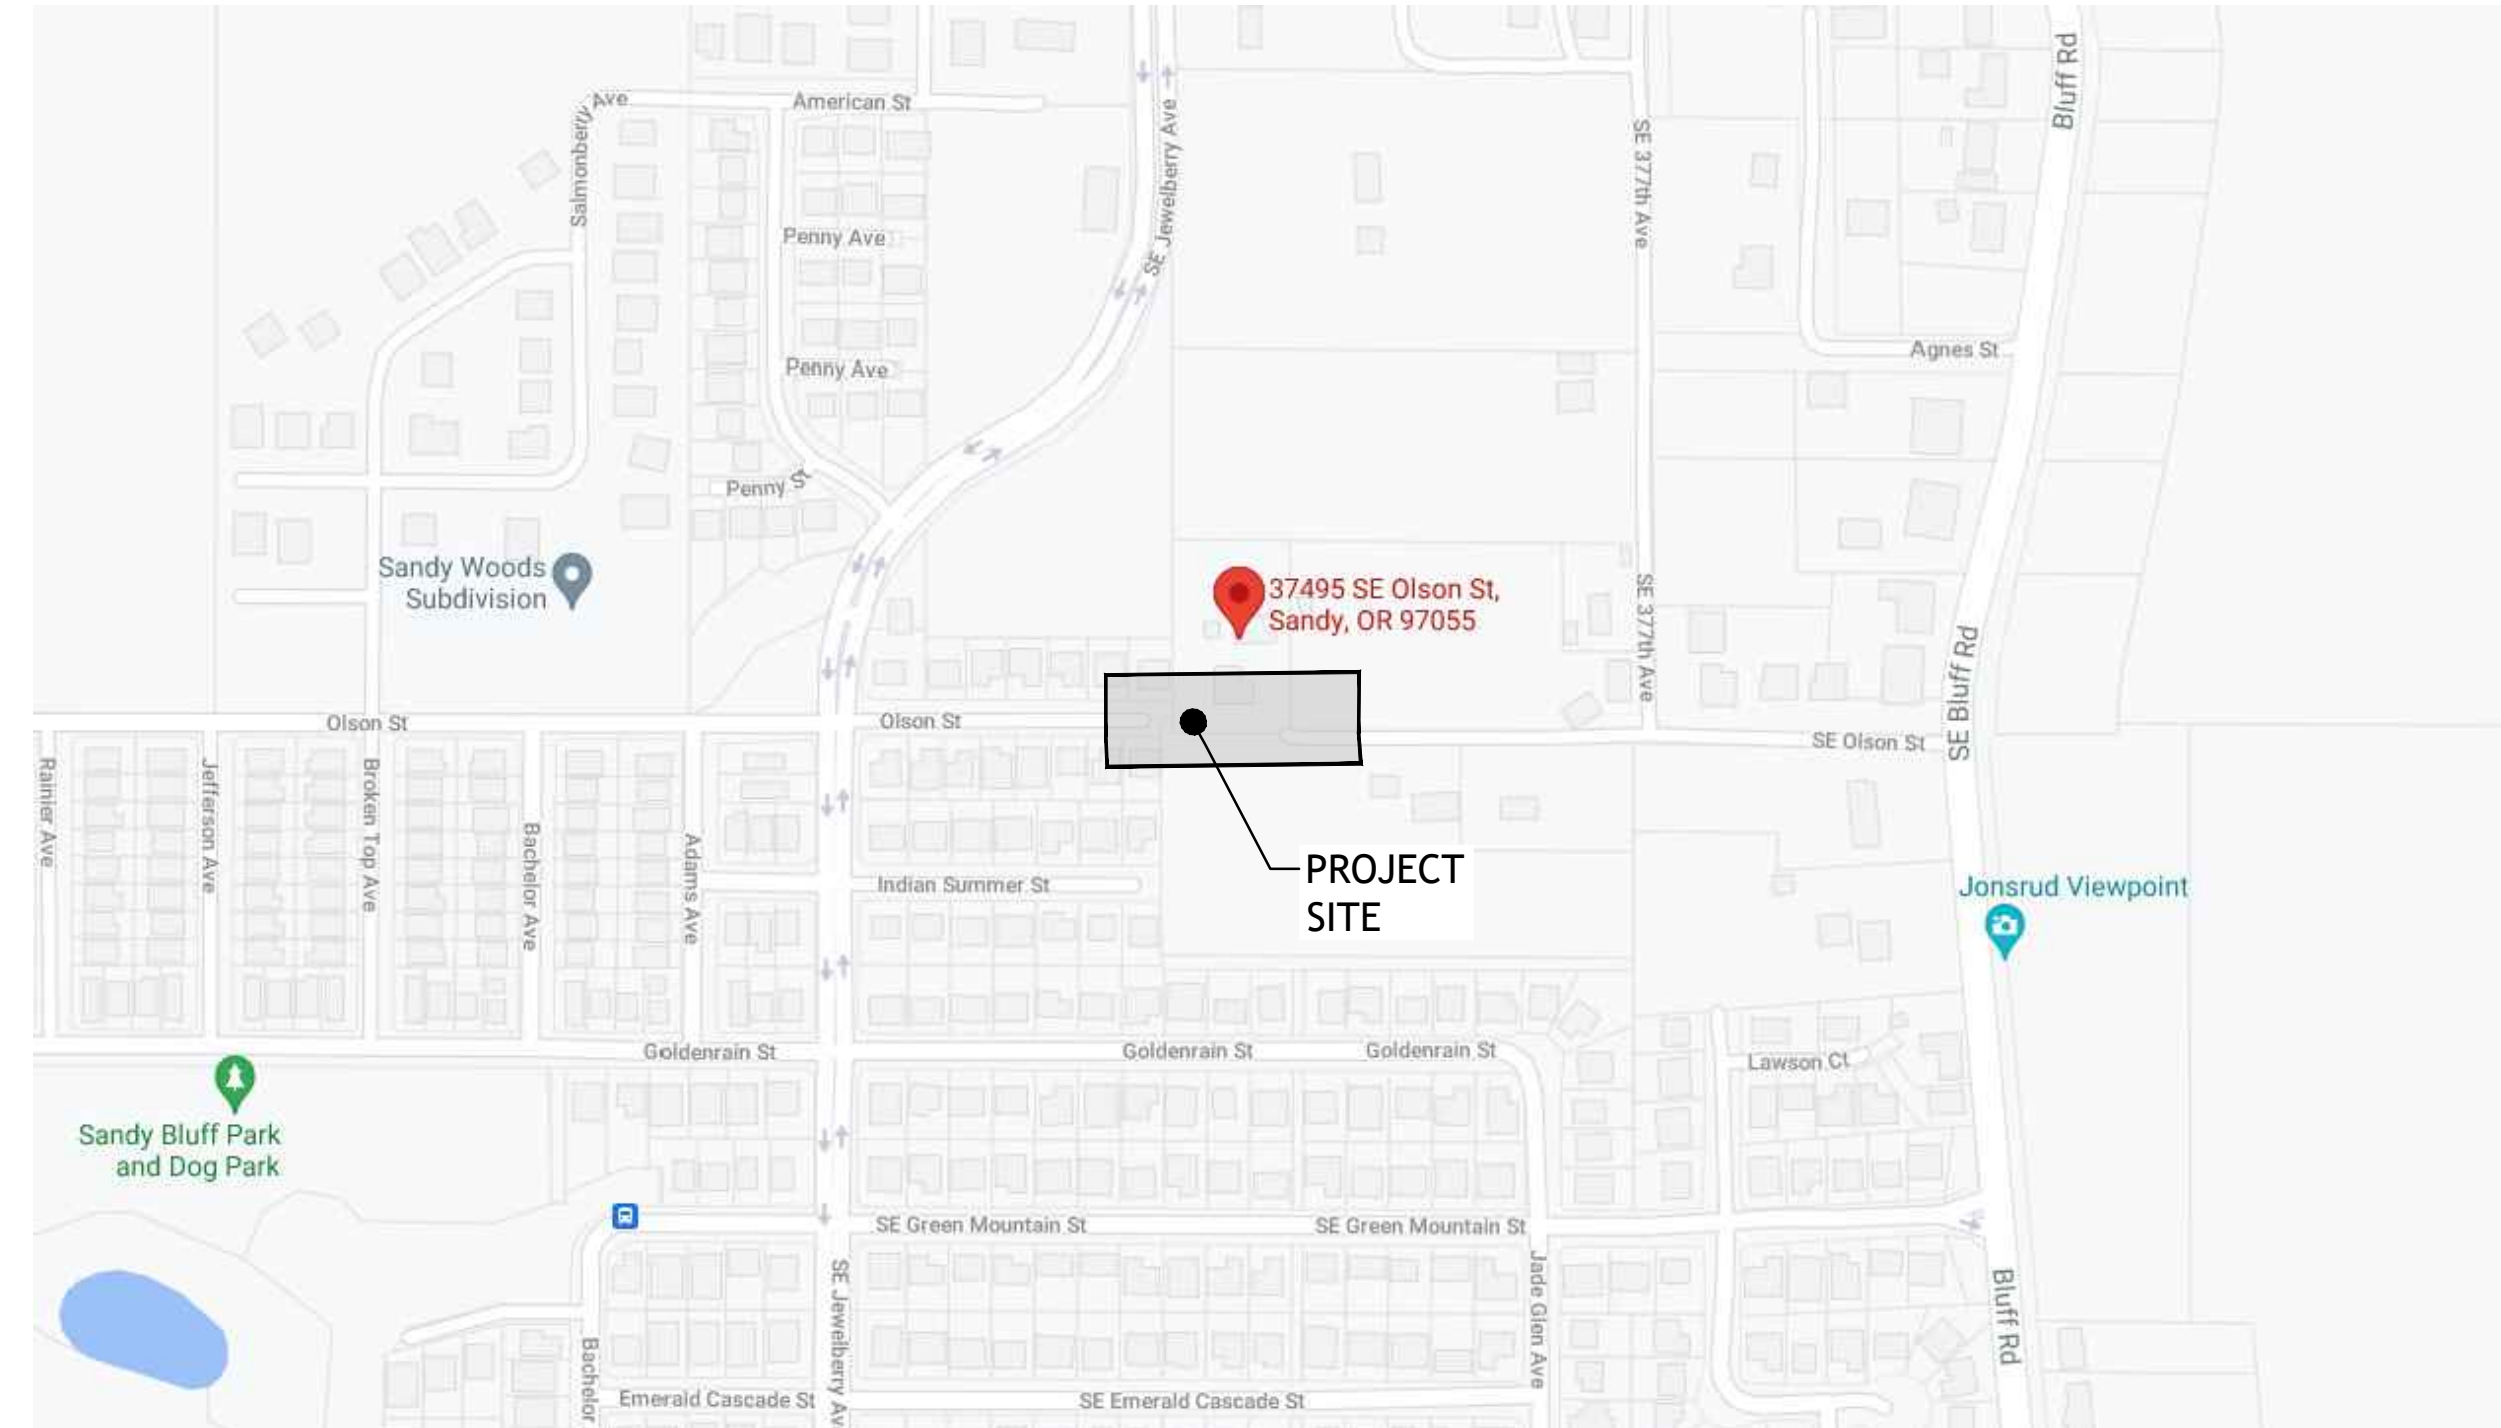 Bluff Rd
Salmonberry Ave
American St
SE Jewelberry Ave
SE 377th Ave
Penny Ave
Agnes St
Penny Ave
Penny St
Sandy Woods
Subdivision
37495 SE Olson St,
Sandy, OR 97055
SE 377th Ave
SE Bluff Rd
Olson St
Olson St
SE Olson St
Rainier Ave
Jefferson Ave
Broken Top Ave
Bachelor Ave
Adams Ave
Indian Summer St
PROJECT
SITE
Jonsrud Viewpoint
Goldenrain St
Goldenrain St
Goldenrain St
Lawson Ct
Sandy Bluff Park
and Dog Park
SE Green Mountain St
SE Green Mountain St
SE Jewelberry Av
Jade Glen Ave
Bluff Rd
Bachelor
Emerald Cascade St
SE Emerald Cascade St